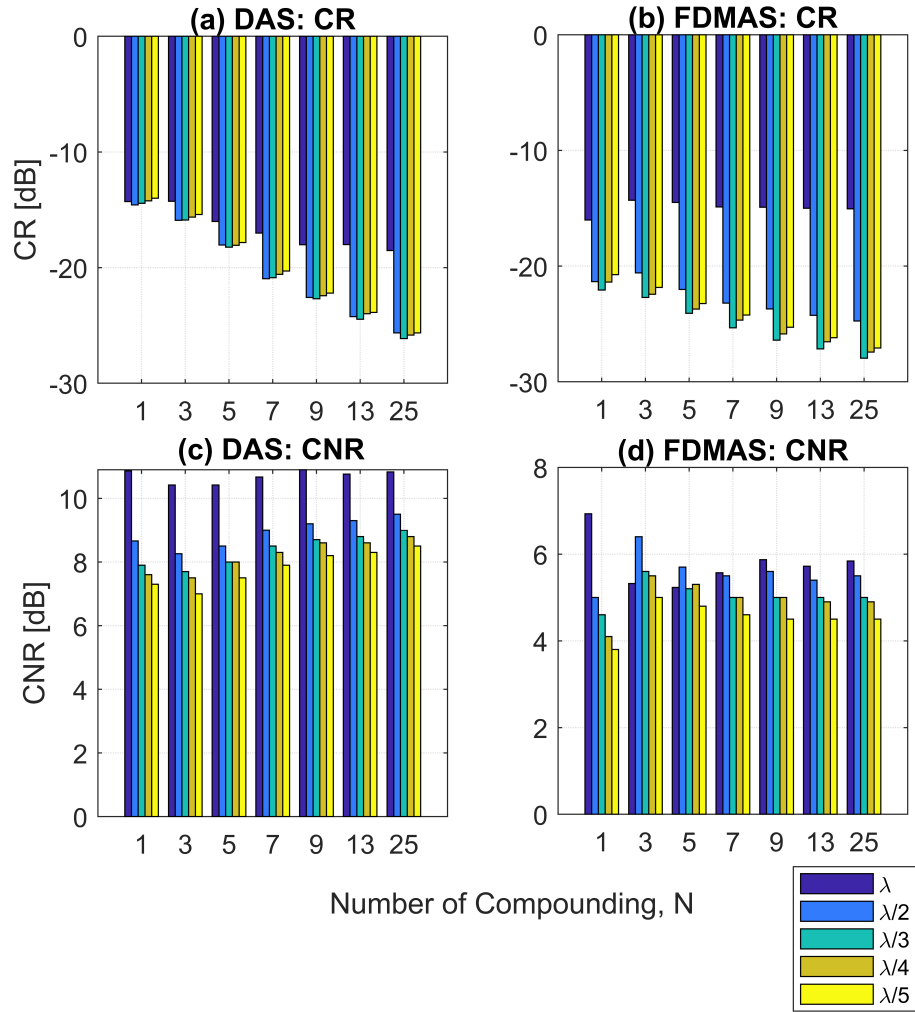 (a) DAS: CR
(b) FDMAS: CR
CR [dB]
0
-10
-20
-30
1 3 5 7 9 13 25
0
-10
-20
-30
1 3 5 7 9 13 25
(c) DAS: CNR
(d) FDMAS: CNR
CNR [dB]
10
8
6
4
2
0
1 3 5 7 9 13 25
8
6
4
2
0
1 3 5 7 9 13 25
Number of Compounding, N
λ
λ/2
λ/3
λ/4
λ/5